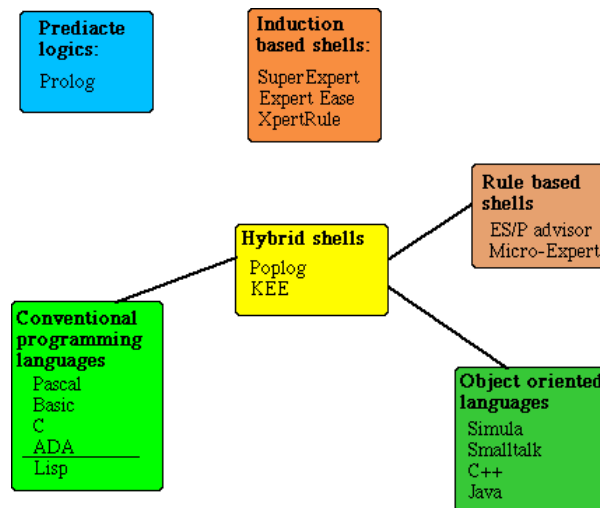 Prediacte
logics:
Prolog
Induction
based shells:
SuperExpert
Expert Ease
XpertRule
Rule based
shells
ES/P advisor
Micro-Expert
Hybrid shells
Poplog
KEE
Conventional
programming
languages
Pascal
Basic
C
ADA
Lisp
Object oriented
languages
Simula
Smalltalk
C++
Java